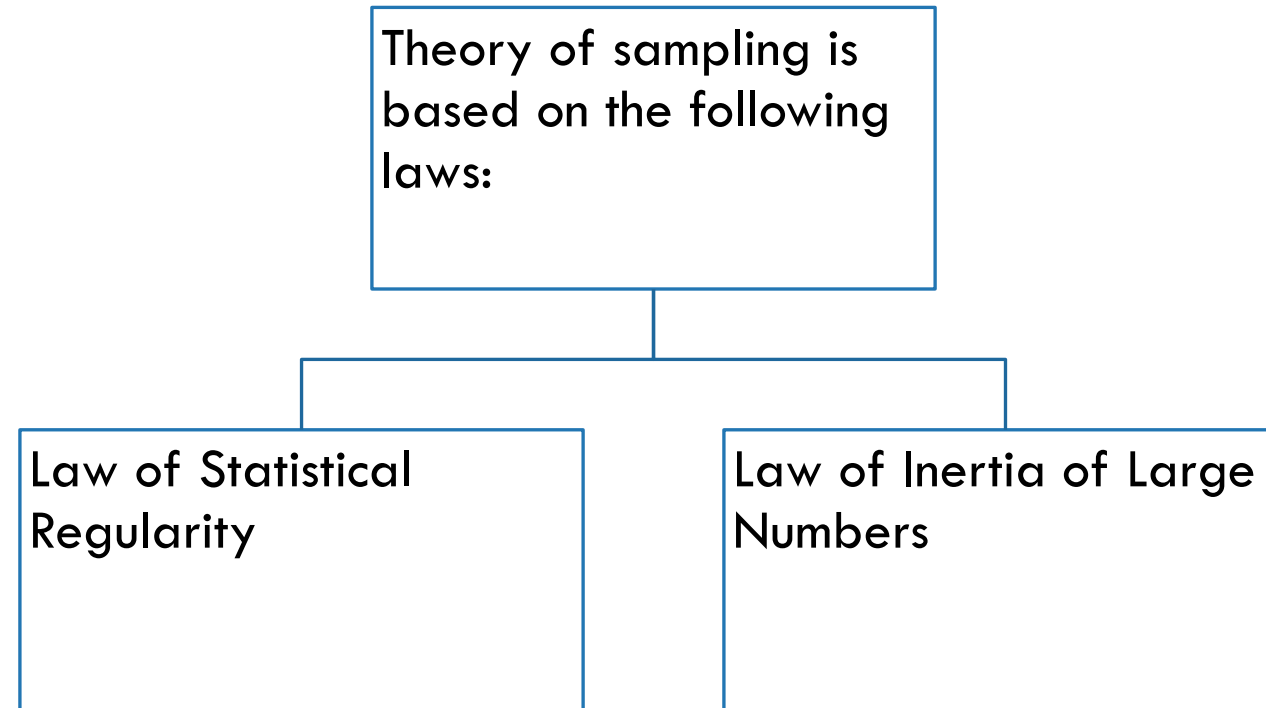 Theory of sampling is
based on the following
laws:
Law of Statistical
Regularity
Law of Inertia of Large
Numbers